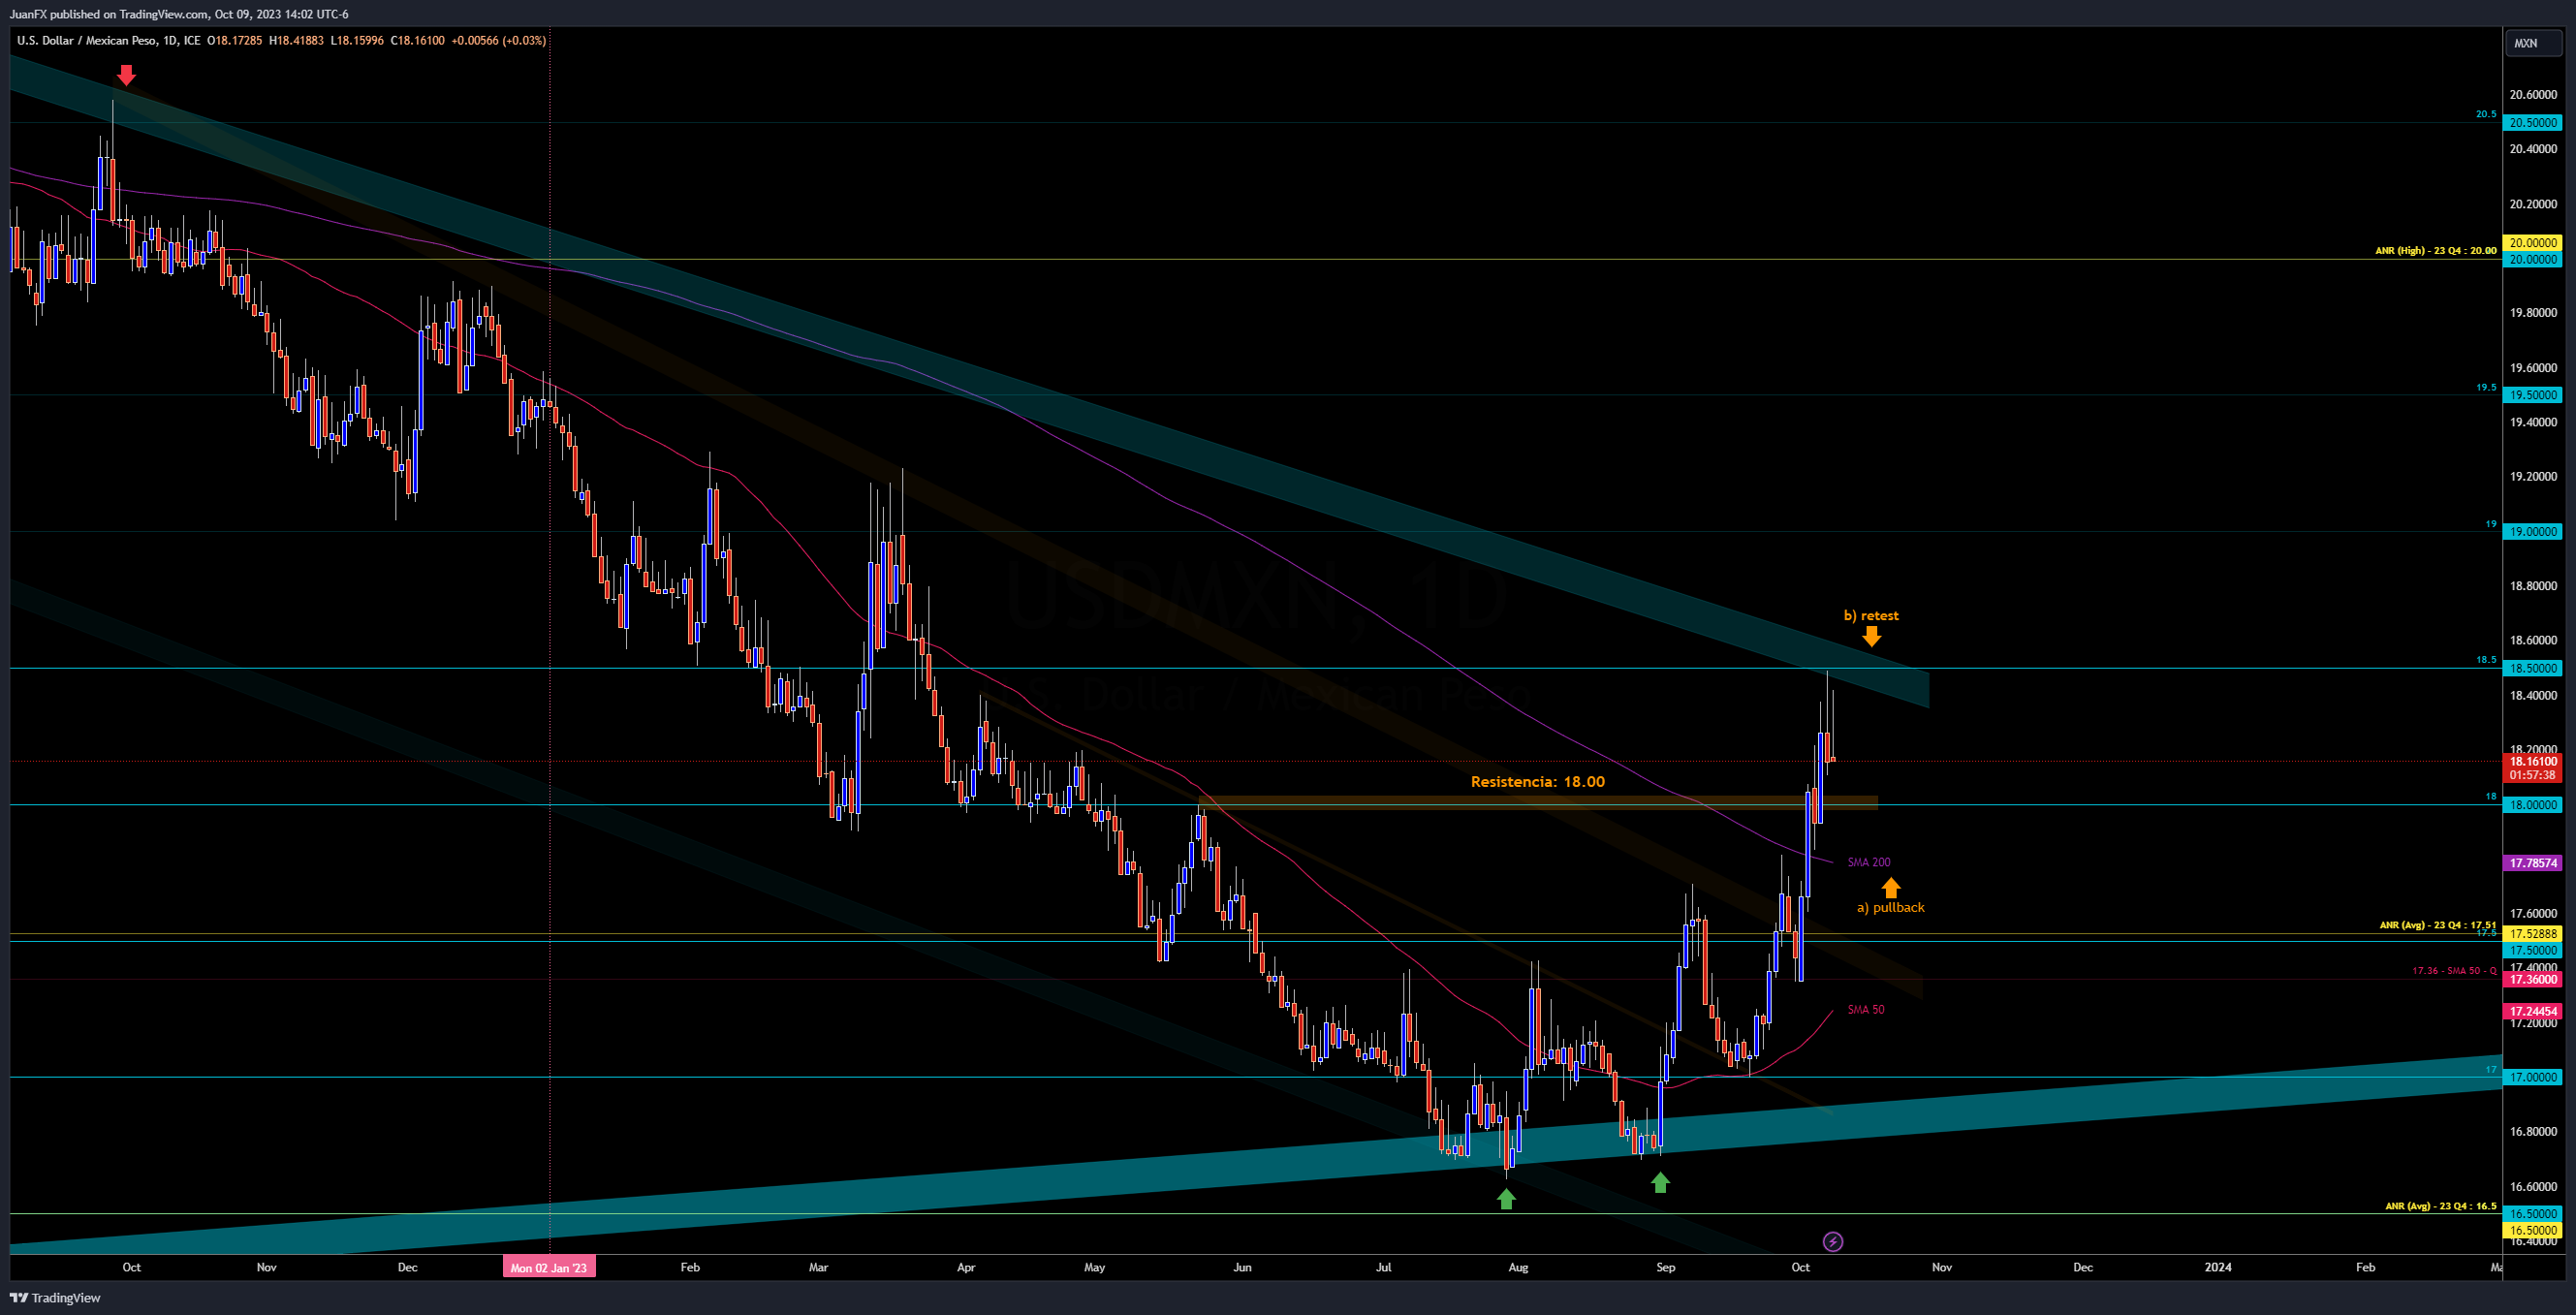 JuanFX published on TradingView.com, Oct 09, 2023 14:02 UTC-6
U.S. Dollar / Mexican Peso, 1D, ICE O18.17285 H18.41883 L18.15996 C18.16100 +0.00566 (+0.03%)
MXN
20.60000
20.5
20.50000
20.40000
20.20000
20.00000
ANR (High) - 23 Q4 : 20.00
20.00000
19.80000
19.60000
19.5
19.50000
19.40000
19.20000
19
19.00000
USDMXN, 1D
18.80000
b) retest
18.60000
18.5
18.50000
S. Dollar / Mexican Peso
18.40000
18.20000
18.16100
01:57:38
Resistencia: 18.00
18
18.00000
SMA 200
17.78574
a) pullback
17.60000
ANR (Avg) - 23 Q4 : 17.51
17.5
17.52888
17.50000
17.40000
17.36 - SMA 50 - Q
17.36000
SMA 50
17.24454
17.20000
17
17.00000
16.80000
16.60000
ANR (Avg) - 23 Q4 : 16.5
16.50000
16.50000
16.40000
Oct Nov Dec Mon 02 Jan '23 Feb Mar Apr May Jun Jul Aug Sep Oct Nov Dec 2024 Feb
TradingView